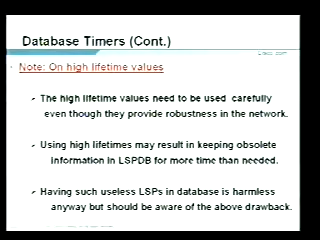 Database Timers (Cont.)
Note: On high lifetime values
The high lifetime values need to be used carefully
even though they provide robustness in the network.
Using high lifetimes may result in keeping obsolete
information in LSPDB for more time than needed.
Having such useless LSPs in database is harmless
anyway but should be aware of the above drawback.